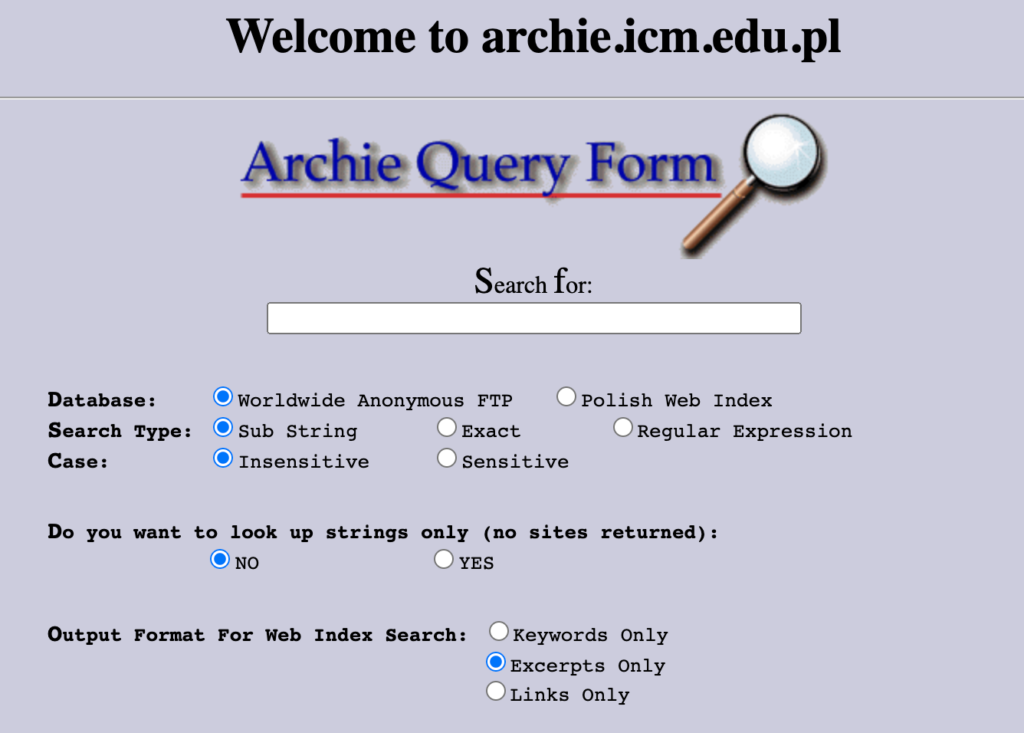 Welcome to archie.icm.edu.pl
Archie Query Form
Search for:
Database: Worldwide Anonymous FTP Polish Web Index
Search Type: Sub String Exact Regular Expression
Case: Insensitive Sensitive
Do you want to look up strings only (no sites returned):
NO YES
Output Format For Web Index Search: Keywords Only
Excerpts Only
Links Only